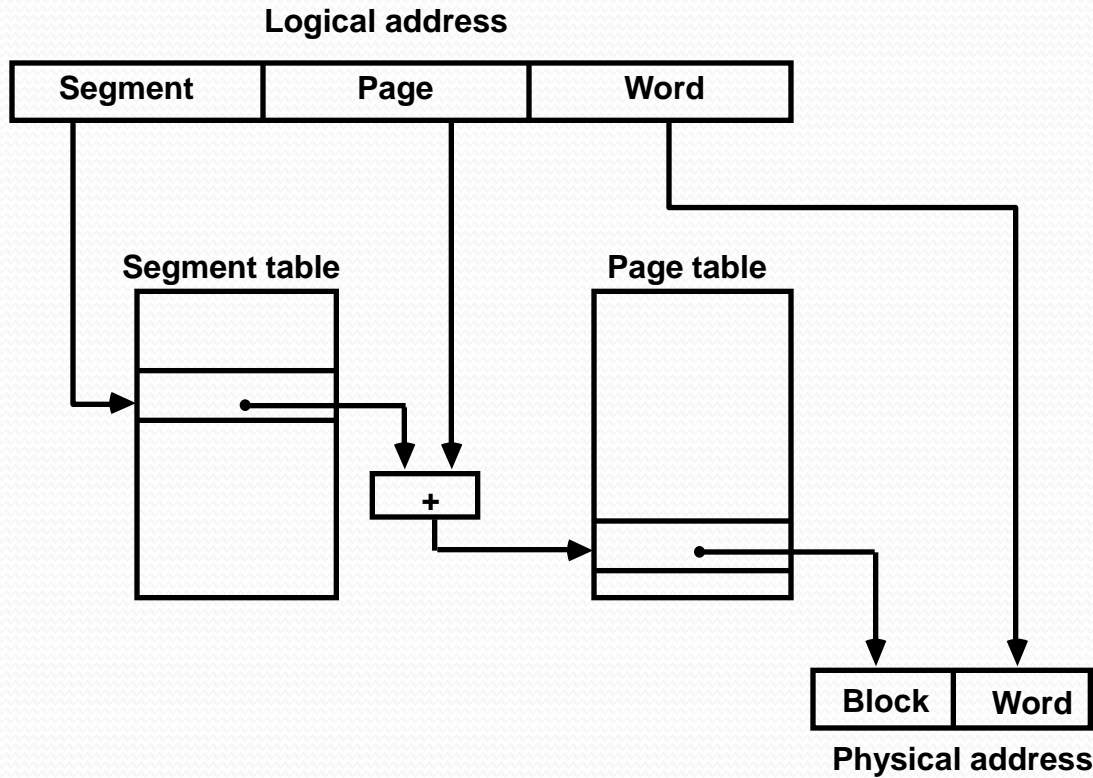 Logical address
Segment Page Word
Segment table Page table
+
Block Word
Physical address